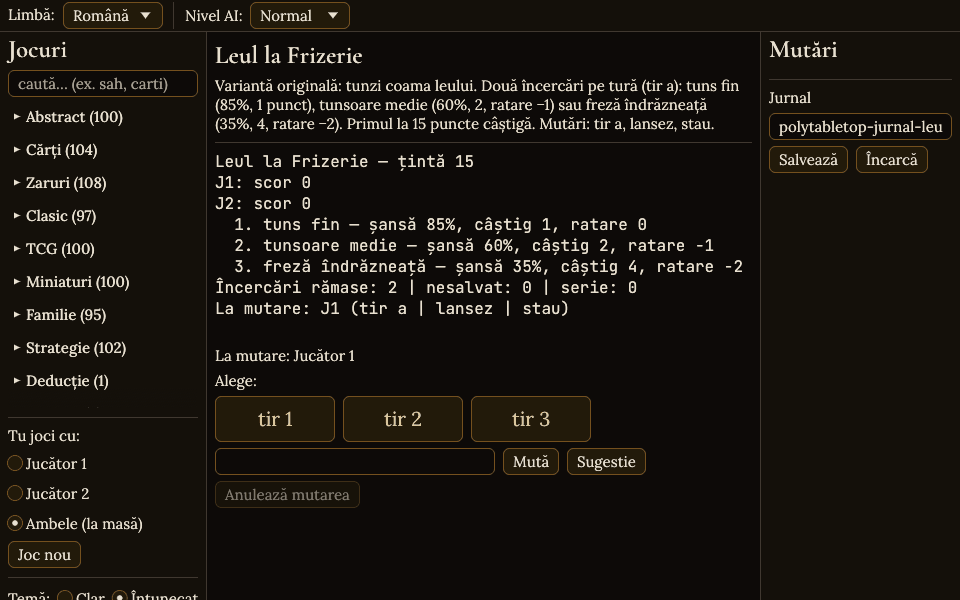 Limbă: Română ▼ Nivel AI: Normal ▼
Jocuri
caută... (ex. sah, carti)
▸ Abstract (100)
▸ Cărți (104)
▸ Zaruri (108)
▸ Clasic (97)
▸ TCG (100)
▸ Miniaturi (100)
▸ Familie (95)
▸ Strategie (102)
▸ Deducție (1)
Tu joci cu:
Jucător 1
Jucător 2
Ambele (la masă)
Joc nou
Temă: Clar Întunecat
Leul la Frizerie
Variantă originală: tunzi coama leului. Două încercări pe tură (tir a): tuns fin
(85%, 1 punct), tunsoare medie (60%, 2, ratare −1) sau freză îndrăzneață
(35%, 4, ratare −2). Primul la 15 puncte câștigă. Mutări: tir a, lansez, stau.
Leul la Frizerie — țintă 15
J1: scor 0
J2: scor 0
1. tuns fin — șansă 85%, câștig 1, ratare 0
2. tunsoare medie — șansă 60%, câștig 2, ratare -1
3. freză îndrăzneață — șansă 35%, câștig 4, ratare -2
Încercări rămase: 2 | nesalvat: 0 | serie: 0
La mutare: J1 (tir a | lansez | stau)
La mutare: Jucător 1
Alege:
tir 1 tir 2 tir 3
Mută Sugestie
Anulează mutarea
Mutări
Jurnal
polytabletop-jurnal-leu
Salvează Încarcă